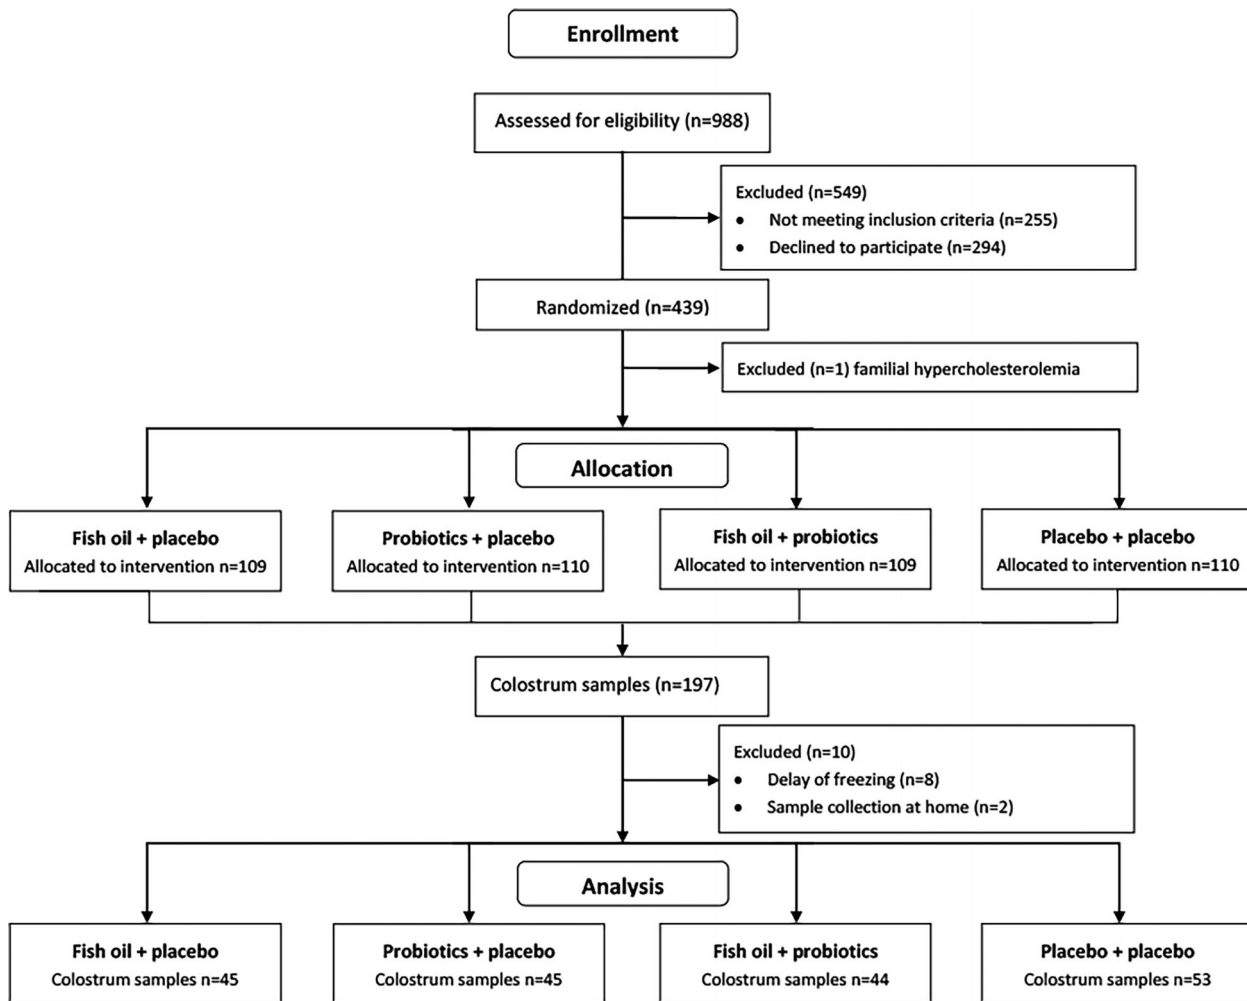 Enrollment
Assessed for eligibility (n=988)
Excluded (n=549)
• Not meeting inclusion criteria (n=255)
• Declined to participate (n=294)
Randomized (n=439)
Excluded (n=1) familial hypercholesterolemia
Allocation
Fish oil + placebo
Allocated to intervention n=109
Probiotics + placebo
Allocated to intervention n=110
Fish oil + probiotics
Allocated to intervention n=109
Placebo + placebo
Allocated to intervention n=110
Colostrum samples (n=197)
Excluded (n=10)
• Delay of freezing (n=8)
• Sample collection at home (n=2)
Analysis
Fish oil + placebo
Colostrum samples n=45
Probiotics + placebo
Colostrum samples n=45
Fish oil + probiotics
Colostrum samples n=44
Placebo + placebo
Colostrum samples n=53